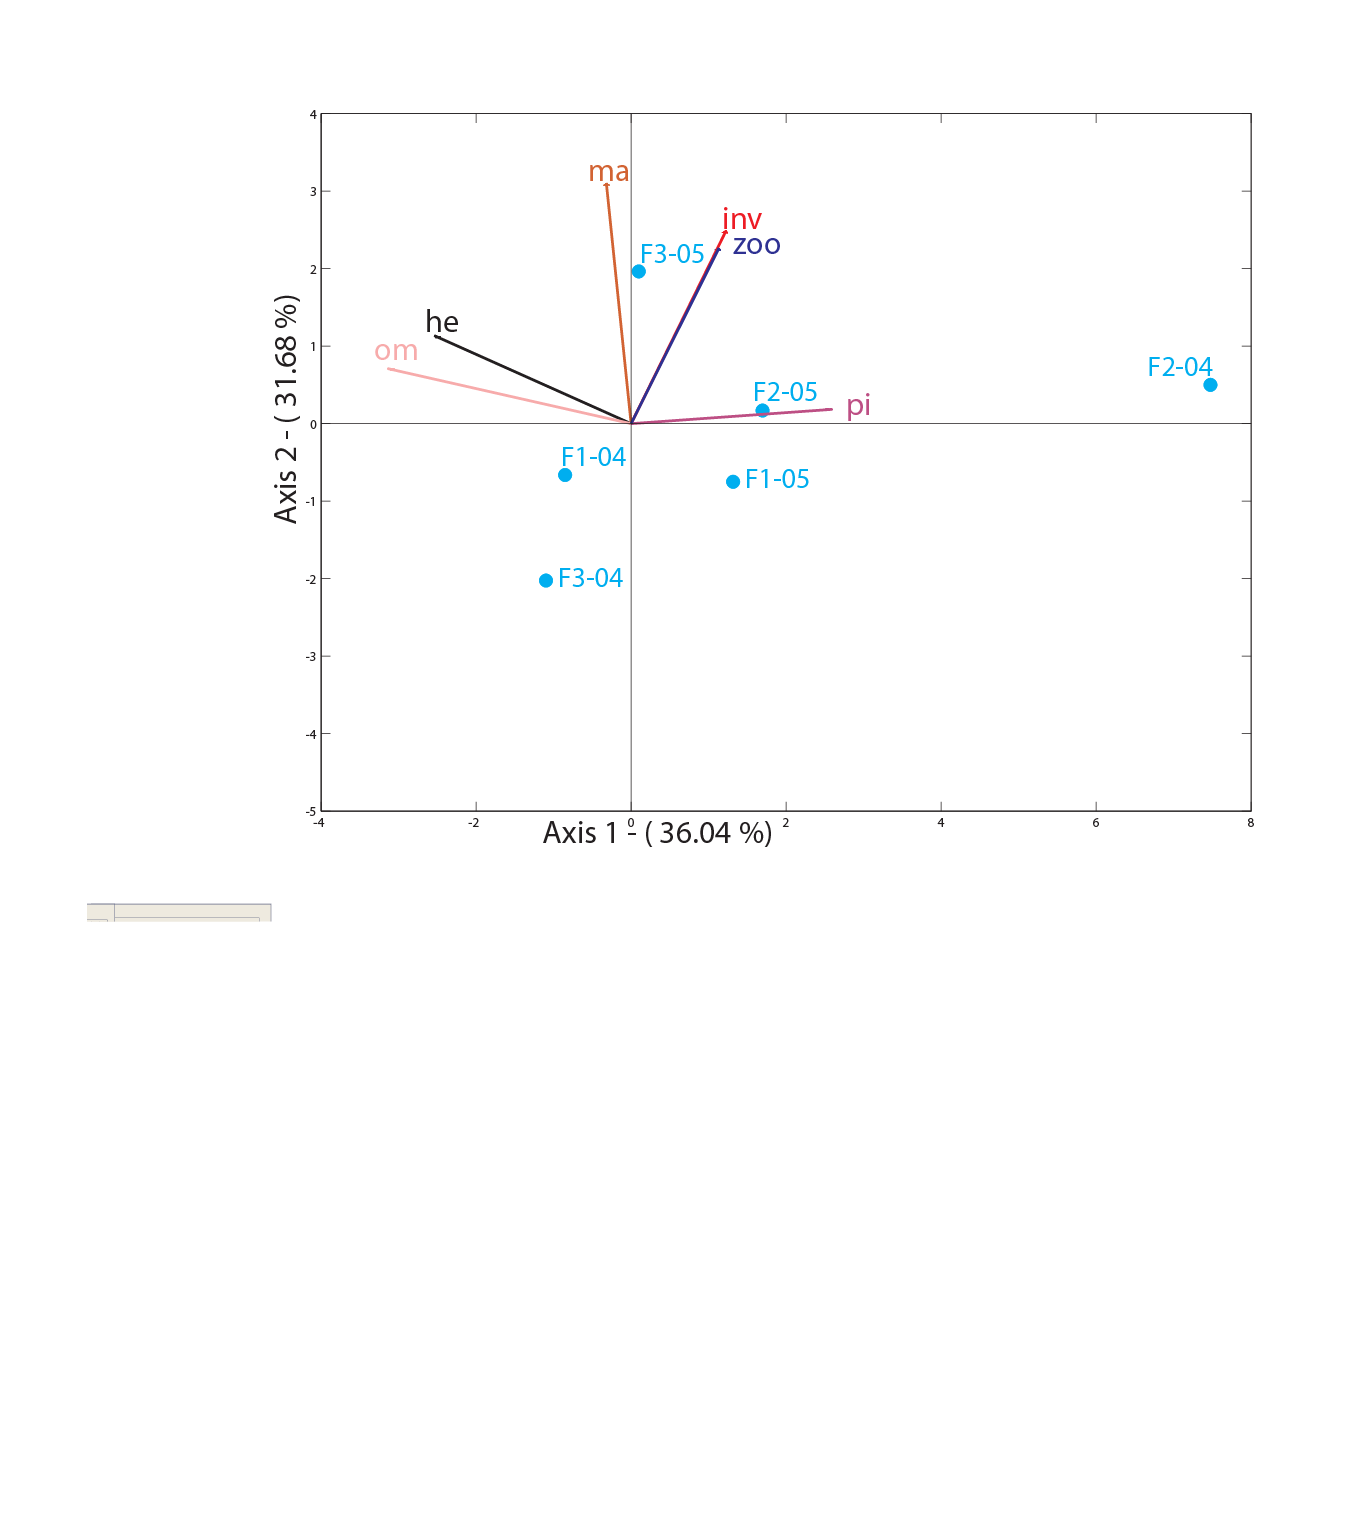 4
ma
3
inv
zoo
F3-05
2
he
om
1
F2-04
F2-05
pi
0
F1-04
F1-05
-1
F3-04
-2
-3
-4
-5
-4
-2
0
2
4
6
8
Axis 1 - ( 36.04 %)
Axis 2 - ( 31.68 %)